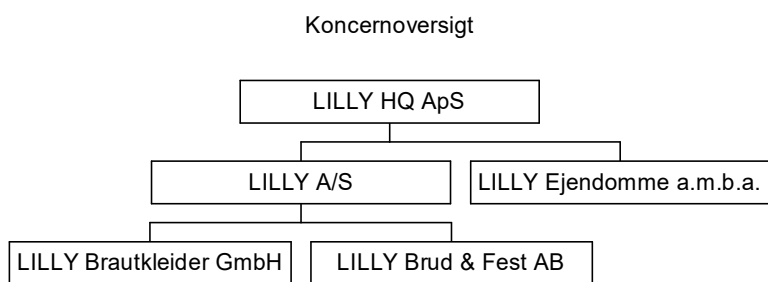 Koncernoversigt
LILLY HQ ApS
LILLY A/S
LILLY Ejendomme a.m.b.a.
LILLY Brautkleider GmbH
LILLY Brud & Fest AB